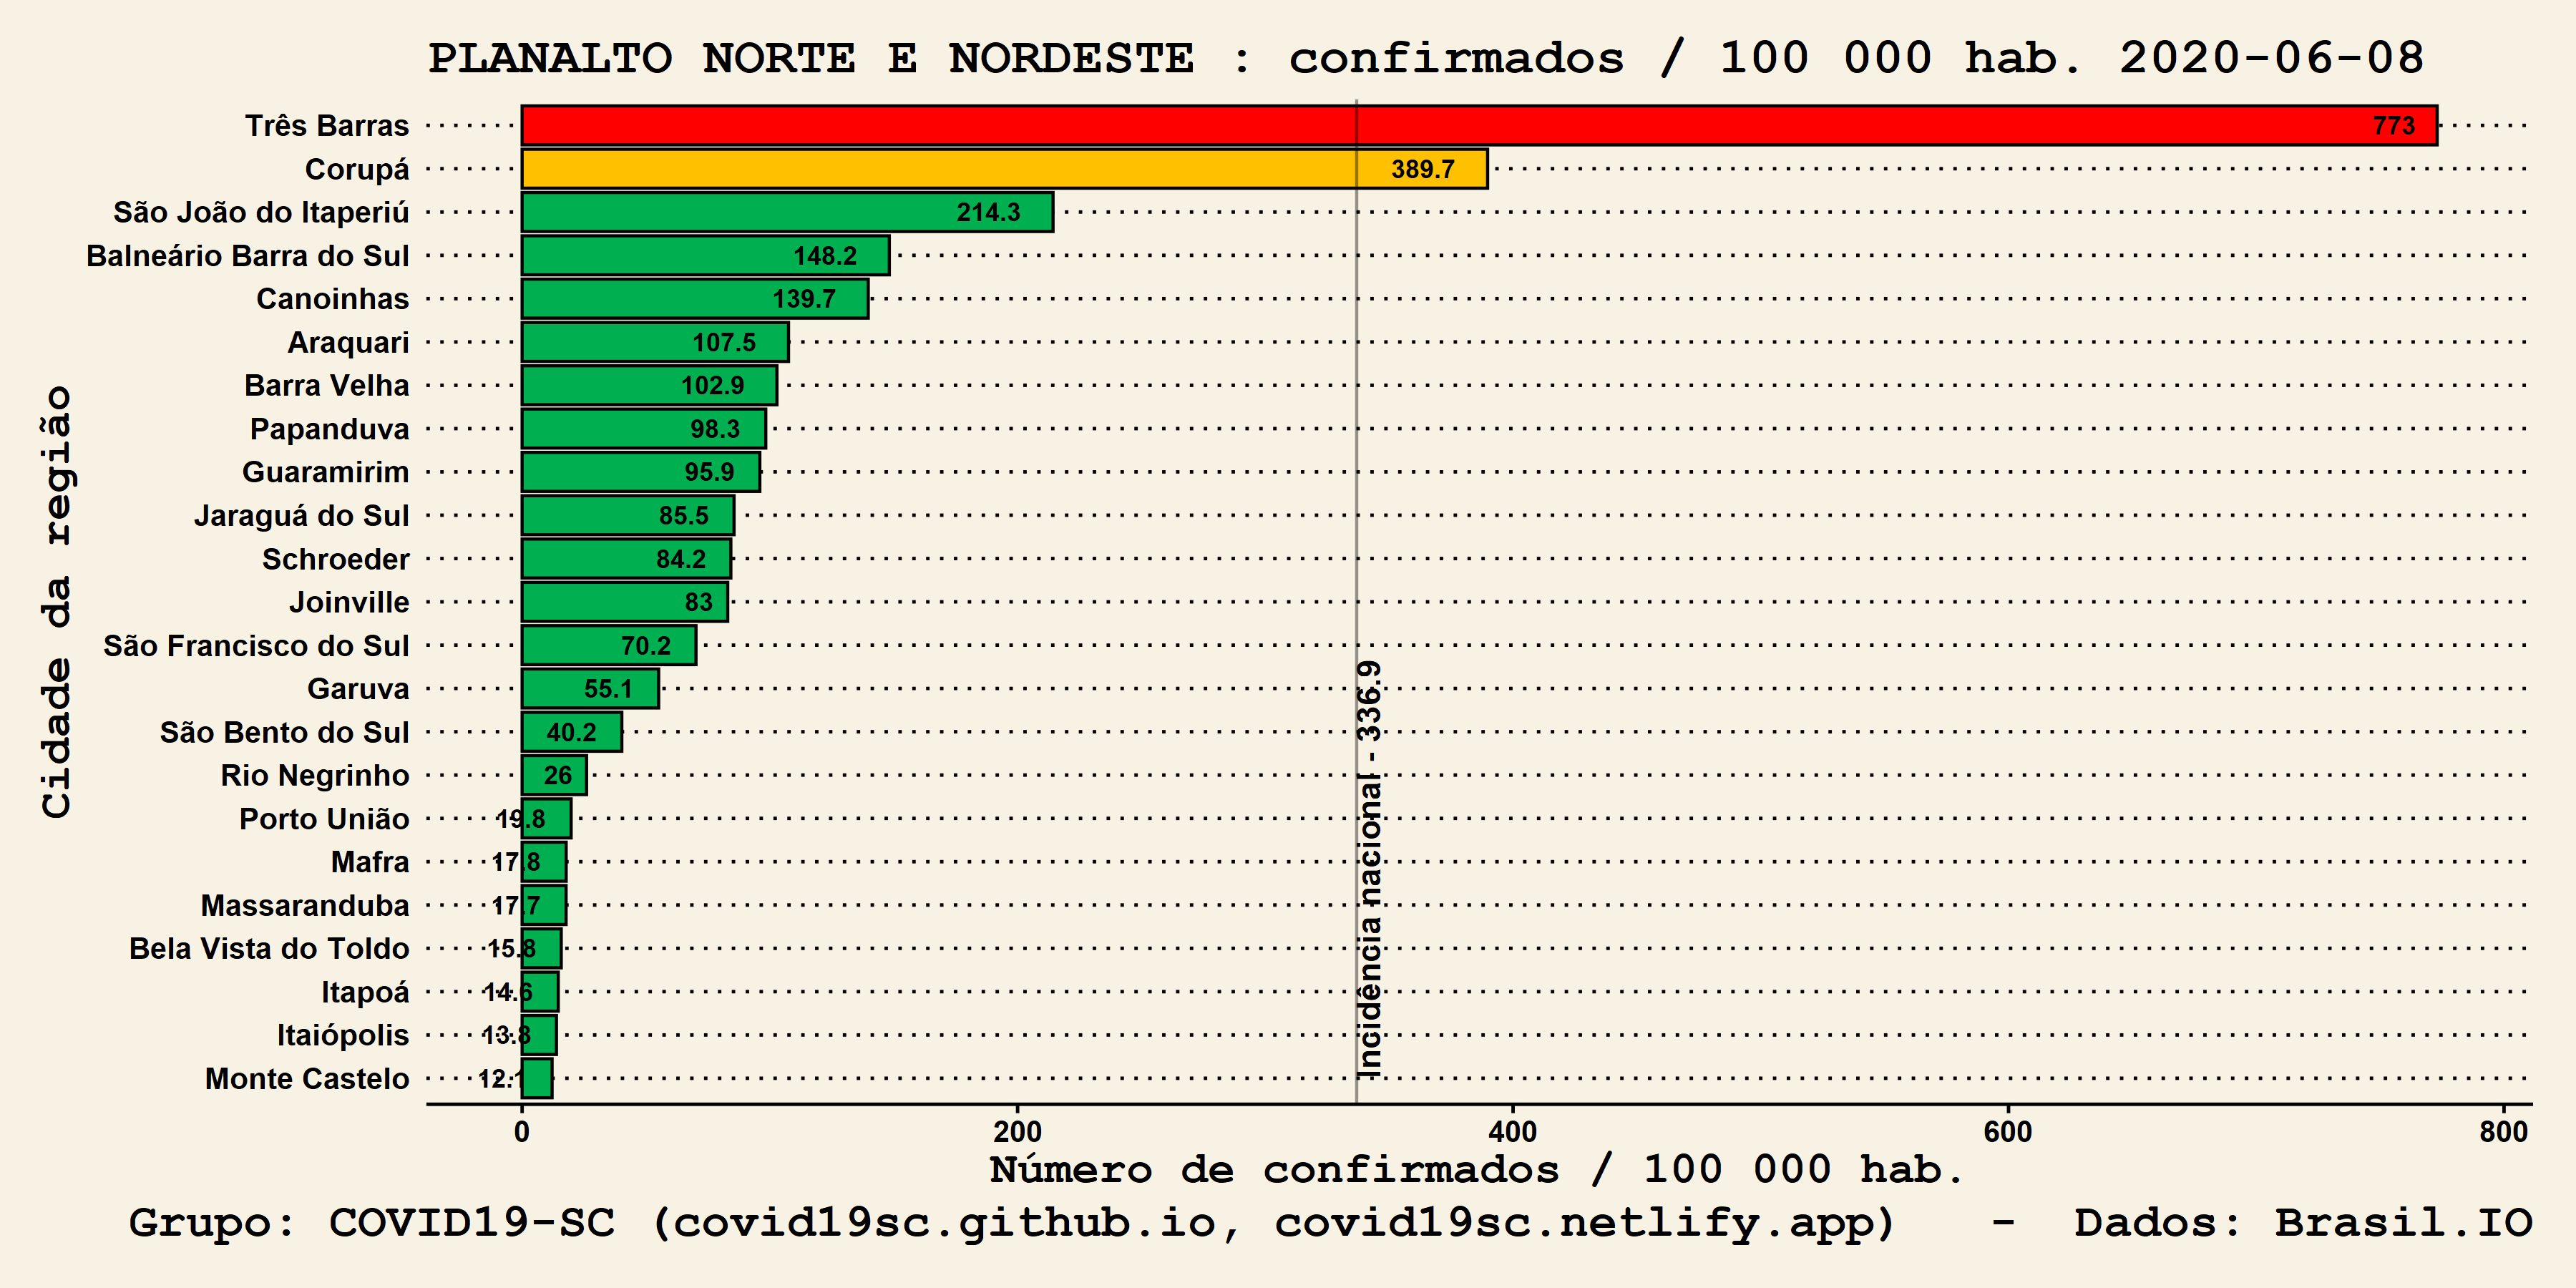 PLANALTO NORTE E NORDESTE : confirmados / 100 000 hab. 2020-06-08
Cidade da região
Três Barras 773
Corupá 389.7
São João do Itaperiú 214.3
Balneário Barra do Sul 148.2
Canoinhas 139.7
Araquari 107.5
Barra Velha 102.9
Papanduva 98.3
Guaramirim 95.9
Jaraguá do Sul 85.5
Schroeder 84.2
Joinville 83
São Francisco do Sul 70.2
Garuva 55.1
São Bento do Sul 40.2
Rio Negrinho 26
Porto União 19.8
Mafra 17.8
Massaranduba 17.7
Bela Vista do Toldo 15.8
Itapoá 14.6
Itaiópolis 13.8
Monte Castelo 12.1
Incidência nacional - 336.9
0 200 400 600 800
Número de confirmados / 100 000 hab.
Grupo: COVID19-SC (covid19sc.github.io, covid19sc.netlify.app) - Dados: Brasil.IO